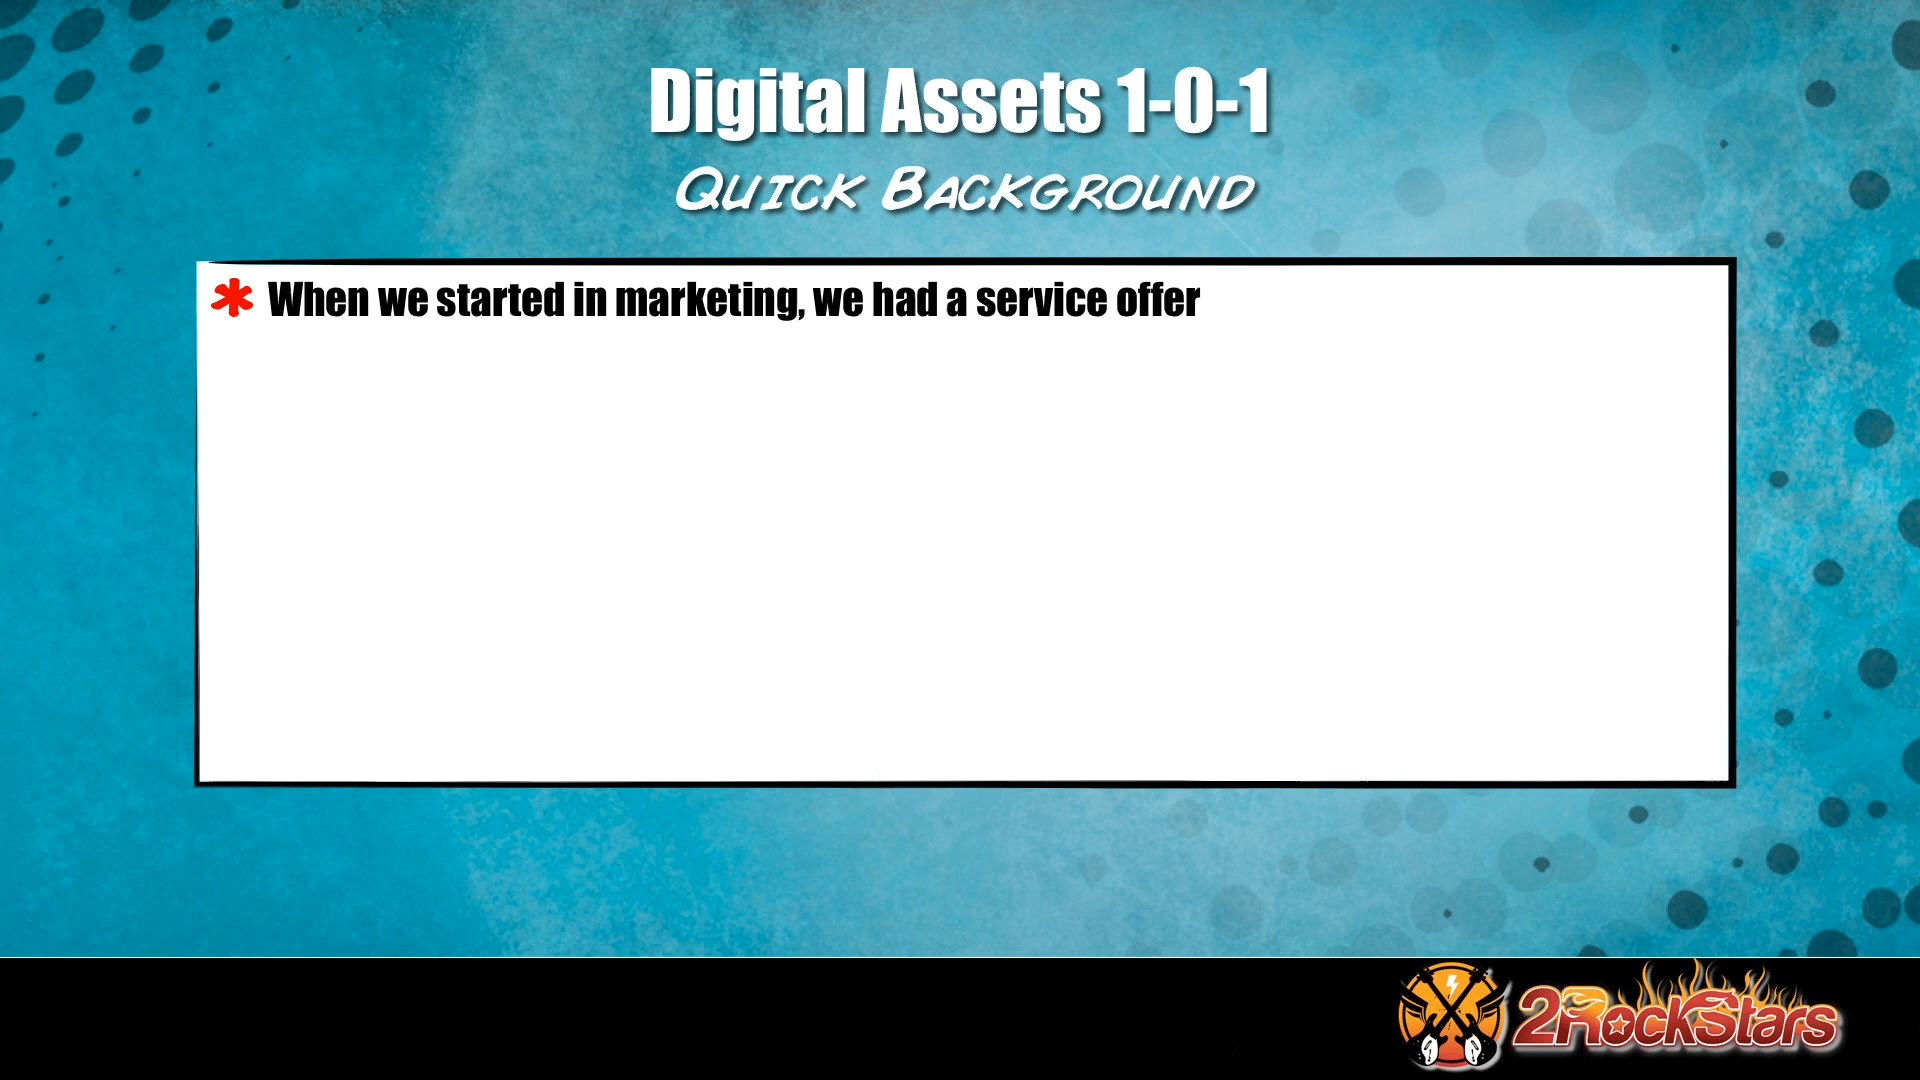 Digital Assets 1-0-1
Quick Background
* When we started in marketing, we had a service offer
2RockStars